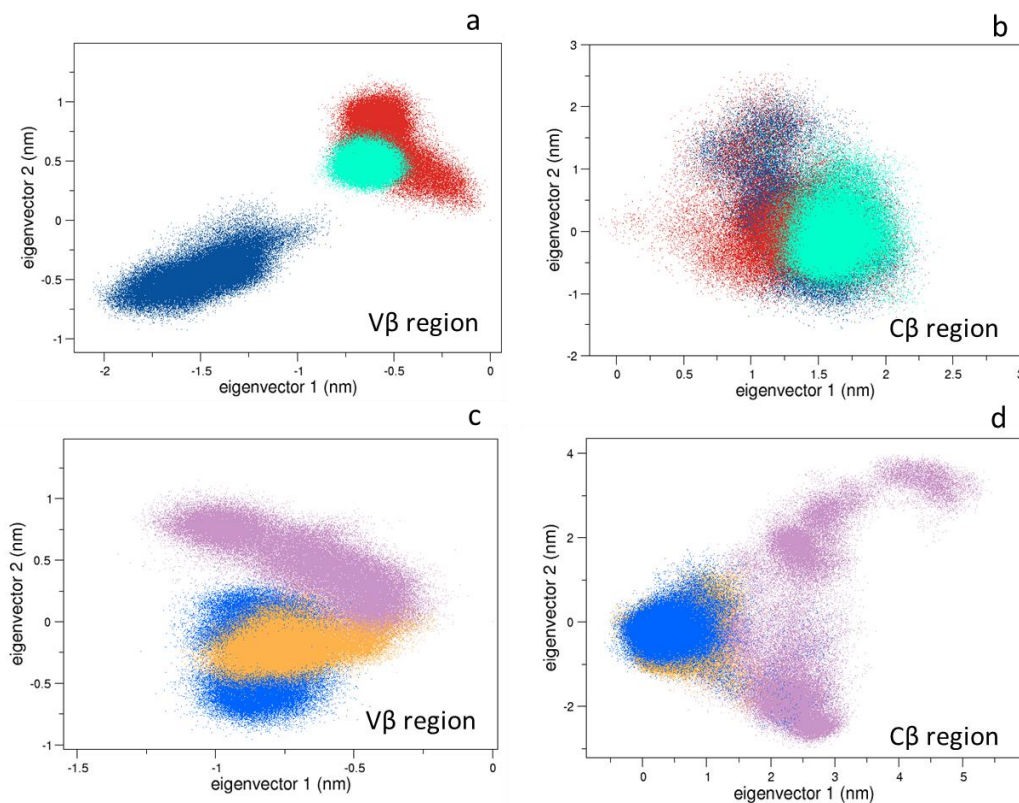 a
1
0.5
0
-0.5
-1
eigenvector 2 (nm)
-2
-1.5
-1
-0.5
0
eigenvector 1 (nm)
Vβ region
b
3
2
1
0
-1
-2
eigenvector 2 (nm)
0
0.5
1
1.5
2
2.5
3
eigenvector 1 (nm)
Cβ region
c
1
0.5
0
-0.5
-1
eigenvector 2 (nm)
-1.5
-1
-0.5
0
eigenvector 1 (nm)
Vβ region
d
4
2
0
-2
eigenvector 2 (nm)
0
1
2
3
4
5
eigenvector 1 (nm)
Cβ region